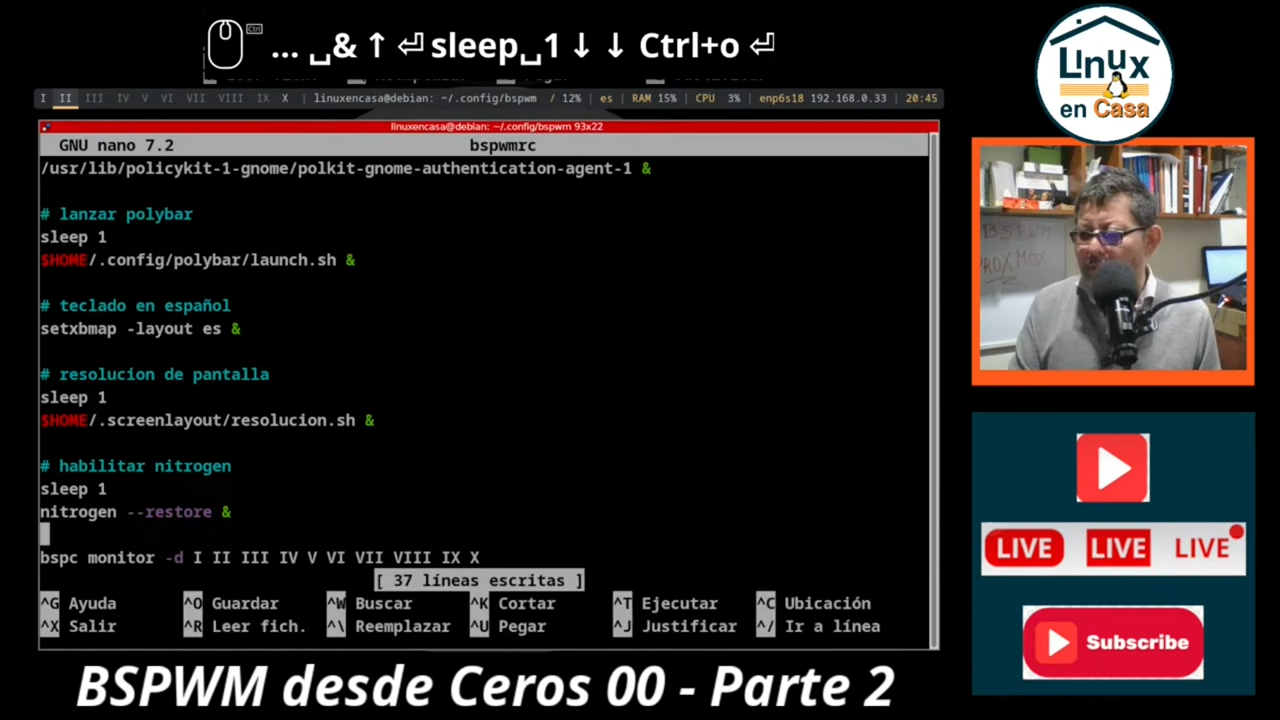 Ctrl
... ␣& ↑ ⏎ sleep␣1 ↓ ↓ Ctrl+o ⏎
Linux
en Casa
I II III IV V VI VII VIII IX X | linuxencasa@debian: ~/.config/bspwm / 12% | es | RAM 15% | CPU 3% | enp6s18 192.168.0.33 | 20:45
linuxencasa@debian: ~/.config/bspwm 93x22
GNU nano 7.2 bspwmrc
/usr/lib/policykit-1-gnome/polkit-gnome-authentication-agent-1 &
# lanzar polybar
sleep 1
$HOME/.config/polybar/launch.sh &
# teclado en español
setxbmap -layout es &
# resolucion de pantalla
sleep 1
$HOME/.screenlayout/resolucion.sh &
# habilitar nitrogen
sleep 1
nitrogen --restore &
bspc monitor -d I II III IV V VI VII VIII IX X
[ 37 líneas escritas ]
^G Ayuda ^O Guardar ^W Buscar ^K Cortar ^T Ejecutar ^C Ubicación
^X Salir ^R Leer fich. ^\ Reemplazar ^U Pegar ^J Justificar ^/ Ir a línea
BSPWM
PROXMOX
LIVE LIVE LIVE
Subscribe
BSPWM desde Ceros 00 - Parte 2